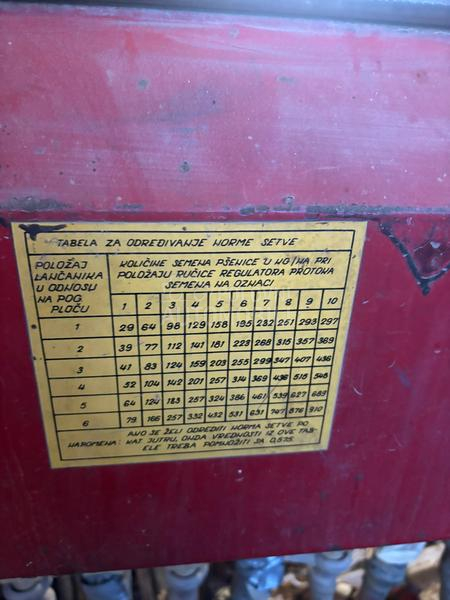 TABELA ZA ODREĐIVANJE NORME SETVE
POLOŽAJ LANČANIKA U ODNOSU NA POG. PLOČU
KOLIČINE SEMENA PŠENICE U KG/HA PRI
POLOŽAJU RUČICE REGULATORA PROTOKA
SEMENA NA OZNACI
1 2 3 4 5 6 7 8 9 10
1 29 64 98 129 158 195 232 251 293 297
2 39 77 112 141 181 223 268 315 357 369
3 41 83 124 159 203 255 299 347 407 436
4 52 104 142 201 257 314 369 436 515 548
5 64 124 183 257 324 386 461 539 627 683
6 79 166 257 332 432 531 631 747 876 910
AKO SE ŽELI ODREDITI NORMA SETVE PO
NAPOMENA: KAT. JUTRU, ONDA VREDNOSTI IZ OVE TAB-
ELE TREBA POMNOŽITI SA 0,575.